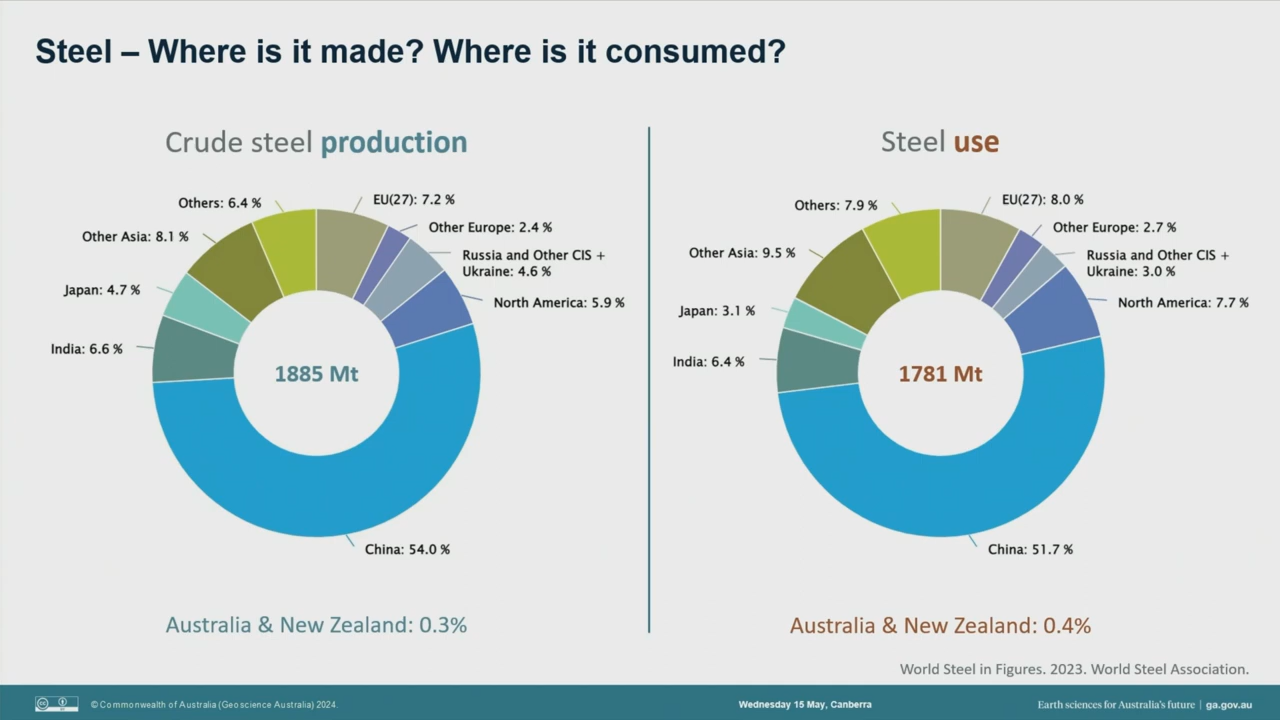 Steel – Where is it made? Where is it consumed?
Crude steel production
Others: 6.4 %
EU(27): 7.2 %
Other Europe: 2.4 %
Other Asia: 8.1 %
Russia and Other CIS +
Ukraine: 4.6 %
Japan: 4.7 %
North America: 5.9 %
India: 6.6 %
1885 Mt
China: 54.0 %
Australia & New Zealand: 0.3%
Steel use
Others: 7.9 %
EU(27): 8.0 %
Other Europe: 2.7 %
Other Asia: 9.5 %
Russia and Other CIS +
Ukraine: 3.0 %
Japan: 3.1 %
North America: 7.7 %
India: 6.4 %
1781 Mt
China: 51.7 %
Australia & New Zealand: 0.4%
World Steel in Figures. 2023. World Steel Association.
© Commonwealth of Australia (Geoscience Australia) 2024.
Wednesday 15 May, Canberra
Earth sciences for Australia's future | ga.gov.au